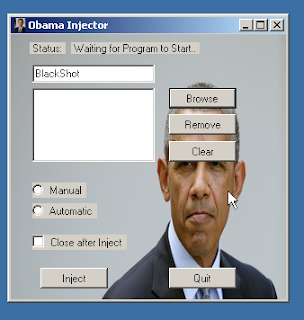 Obama Injector
Status: Waiting for Program to Start..
BlackShot
Browse
Remove
Clear
Manual
Automatic
Close after Inject
Inject Quit